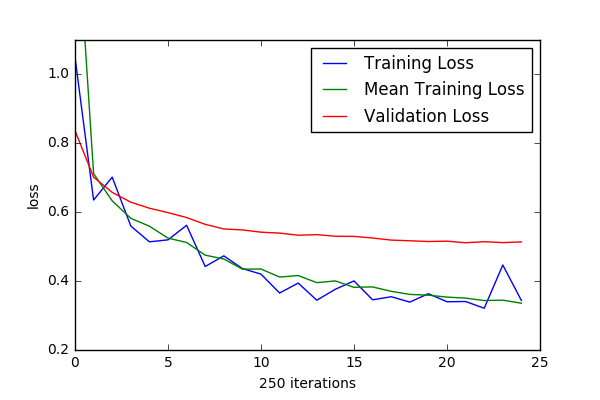 1.0
0.8
0.6
0.4
0.2
loss
0
5
10
15
20
25
250 iterations
Training Loss
Mean Training Loss
Validation Loss